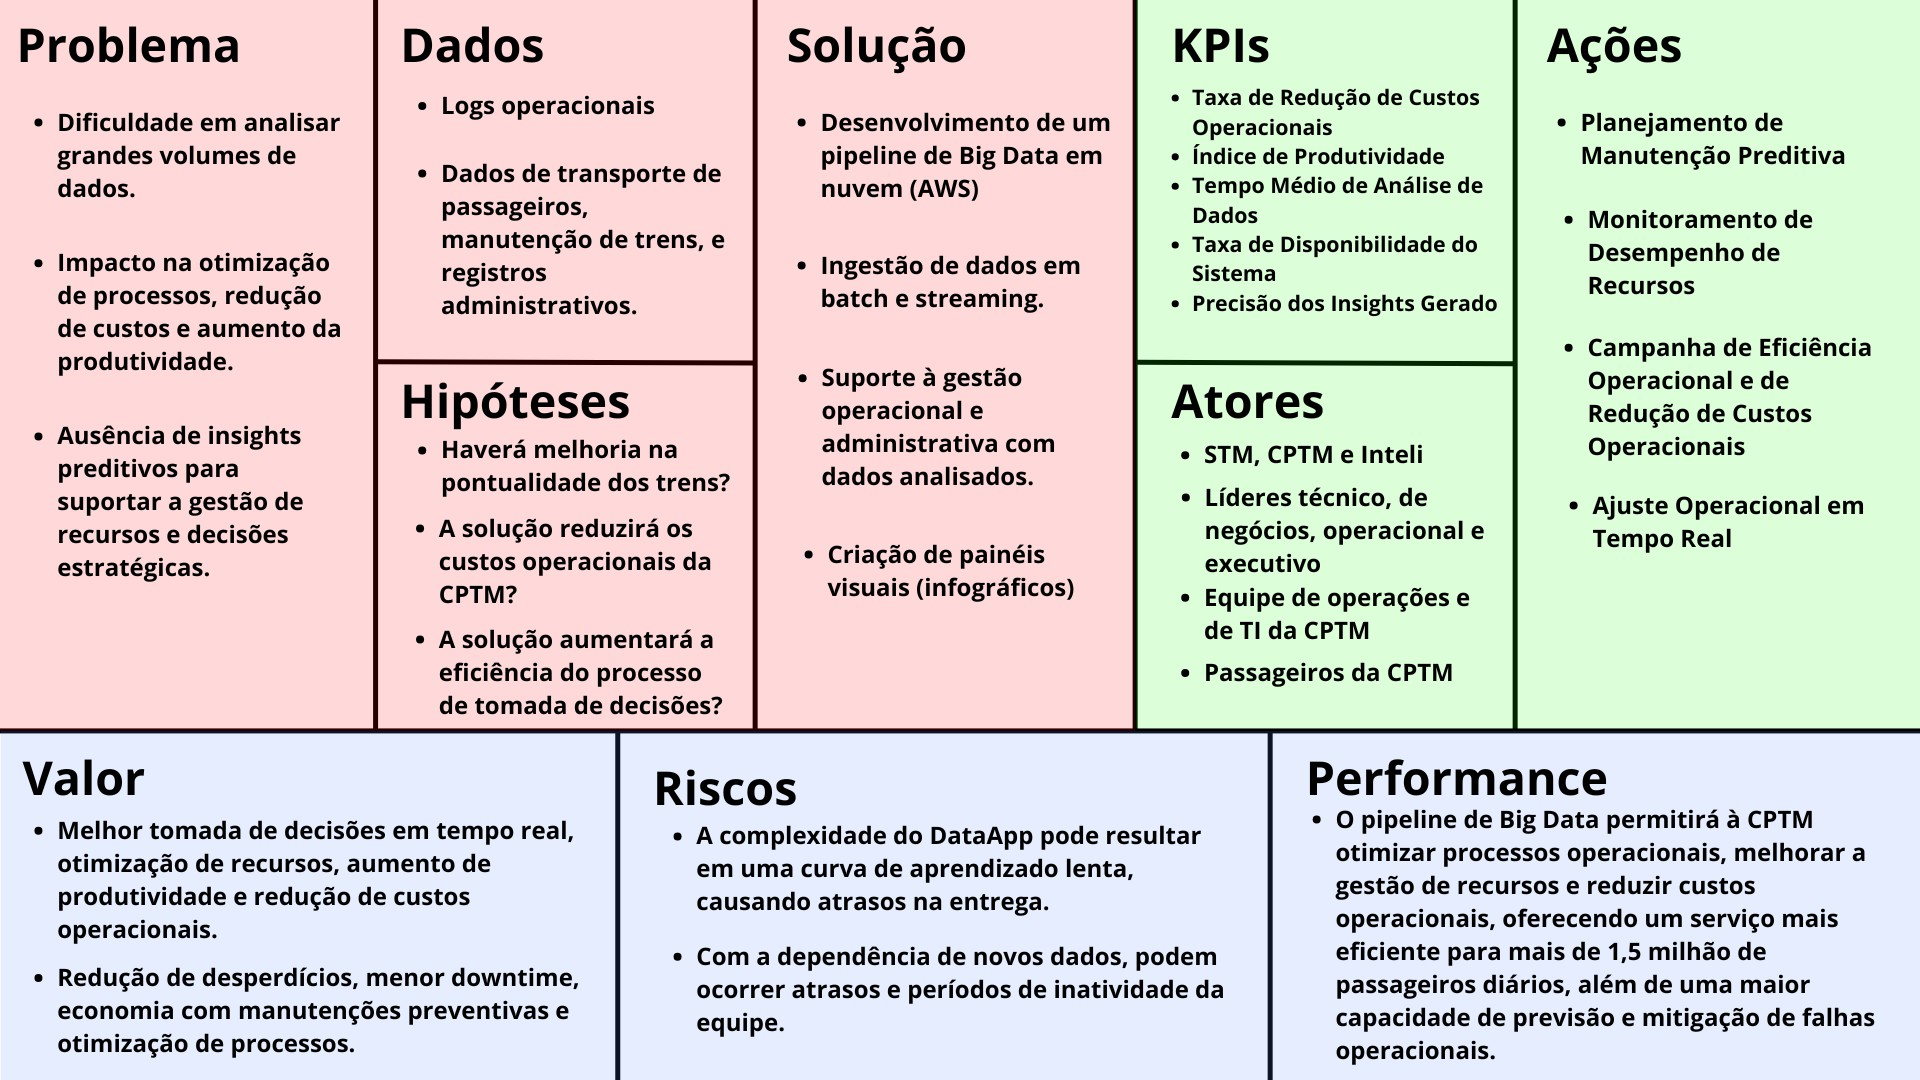 Problema
• Dificuldade em analisar
grandes volumes de
dados.
• Impacto na otimização
de processos, redução
de custos e aumento da
produtividade.
• Ausência de insights
preditivos para
suportar a gestão de
recursos e decisões
estratégicas.
Dados
• Logs operacionais
• Dados de transporte de
passageiros,
manutenção de trens, e
registros
administrativos.
Hipóteses
• Haverá melhoria na
pontualidade dos trens?
• A solução reduzirá os
custos operacionais da
CPTM?
• A solução aumentará a
eficiência do processo
de tomada de decisões?
Solução
• Desenvolvimento de um
pipeline de Big Data em
nuvem (AWS)
• Ingestão de dados em
batch e streaming.
• Suporte à gestão
operacional e
administrativa com
dados analisados.
• Criação de painéis
visuais (infográficos)
KPIs
• Taxa de Redução de Custos
Operacionais
• Índice de Produtividade
• Tempo Médio de Análise de
Dados
• Taxa de Disponibilidade do
Sistema
• Precisão dos Insights Gerado
Atores
• STM, CPTM e Inteli
• Líderes técnico, de
negócios, operacional e
executivo
• Equipe de operações e
de TI da CPTM
• Passageiros da CPTM
Ações
• Planejamento de
Manutenção Preditiva
• Monitoramento de
Desempenho de
Recursos
• Campanha de Eficiência
Operacional e de
Redução de Custos
Operacionais
• Ajuste Operacional em
Tempo Real
Valor
• Melhor tomada de decisões em tempo real,
otimização de recursos, aumento de
produtividade e redução de custos
operacionais.
• Redução de desperdícios, menor downtime,
economia com manutenções preventivas e
otimização de processos.
Riscos
• A complexidade do DataApp pode resultar
em uma curva de aprendizado lenta,
causando atrasos na entrega.
• Com a dependência de novos dados, podem
ocorrer atrasos e períodos de inatividade da
equipe.
Performance
• O pipeline de Big Data permitirá à CPTM
otimizar processos operacionais, melhorar a
gestão de recursos e reduzir custos
operacionais, oferecendo um serviço mais
eficiente para mais de 1,5 milhão de
passageiros diários, além de uma maior
capacidade de previsão e mitigação de falhas
operacionais.